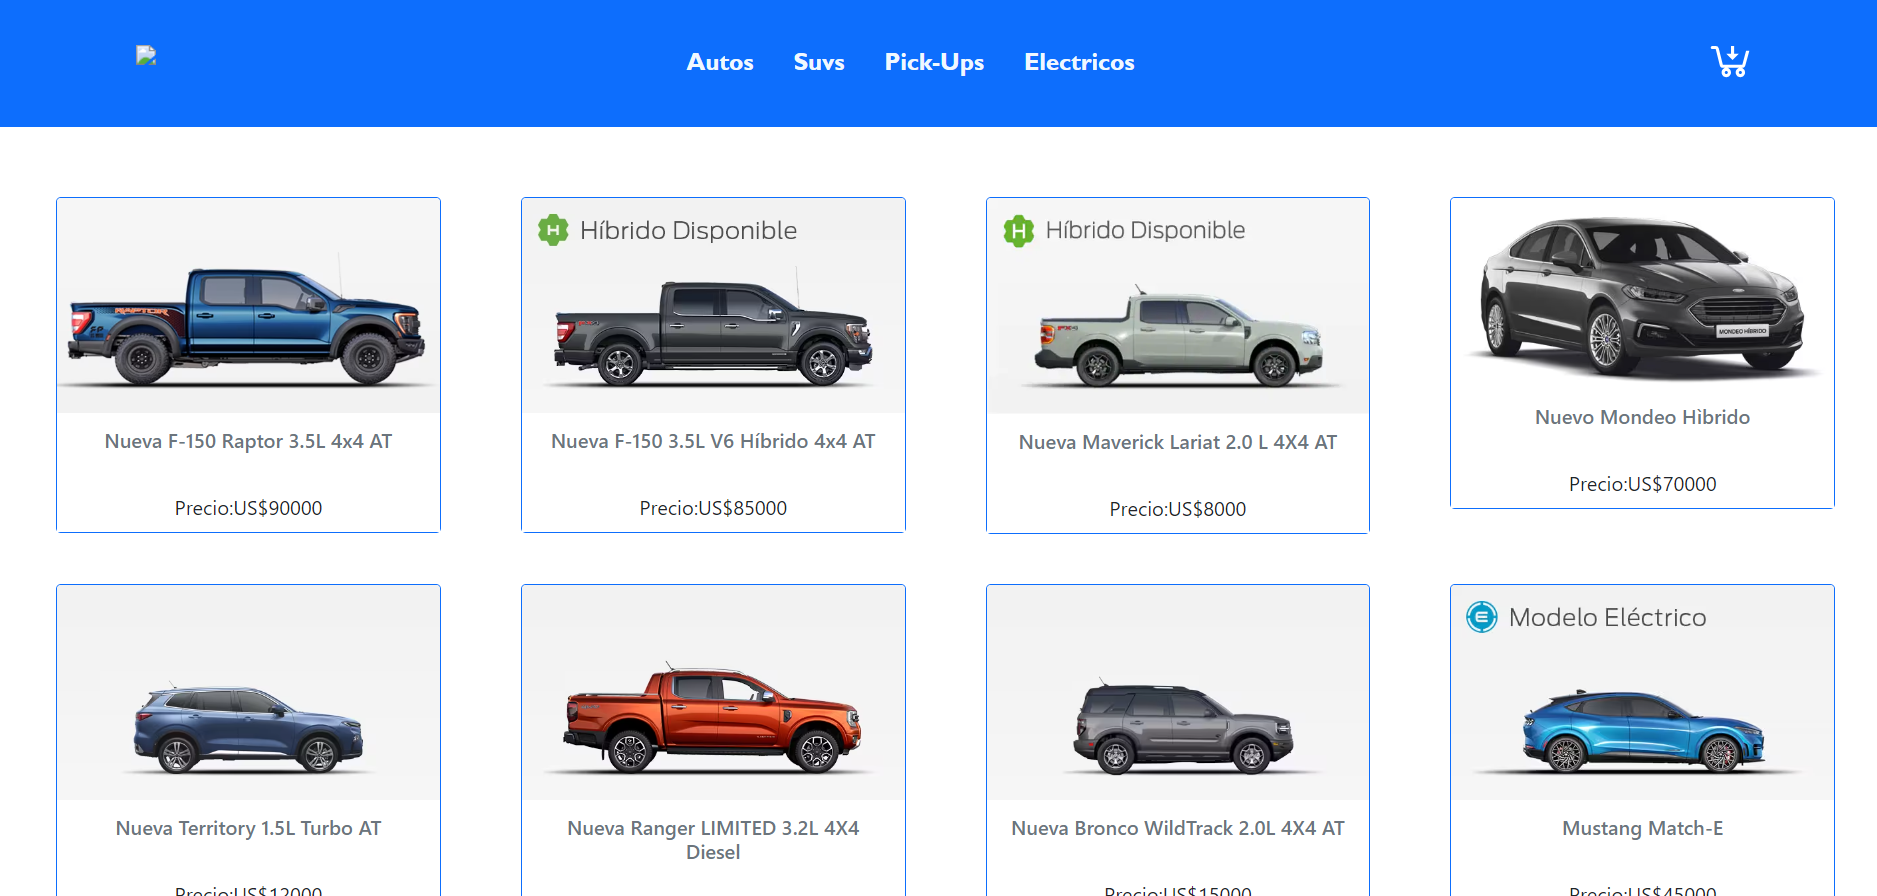 Autos Suvs Pick-Ups Electricos
RAPTOR
Nueva F-150 Raptor 3.5L 4x4 AT
Precio:US$90000
H Híbrido Disponible
Nueva F-150 3.5L V6 Híbrido 4x4 AT
Precio:US$85000
H Híbrido Disponible
Nueva Maverick Lariat 2.0 L 4X4 AT
Precio:US$8000
MONDEO HÍBRIDO
Nuevo Mondeo Hìbrido
Precio:US$70000
Nueva Territory 1.5L Turbo AT
Precio:US$12000
Nueva Ranger LIMITED 3.2L 4X4
Diesel
Nueva Bronco WildTrack 2.0L 4X4 AT
Precio:US$15000
E Modelo Eléctrico
Mustang Match-E
Precio:US$45000